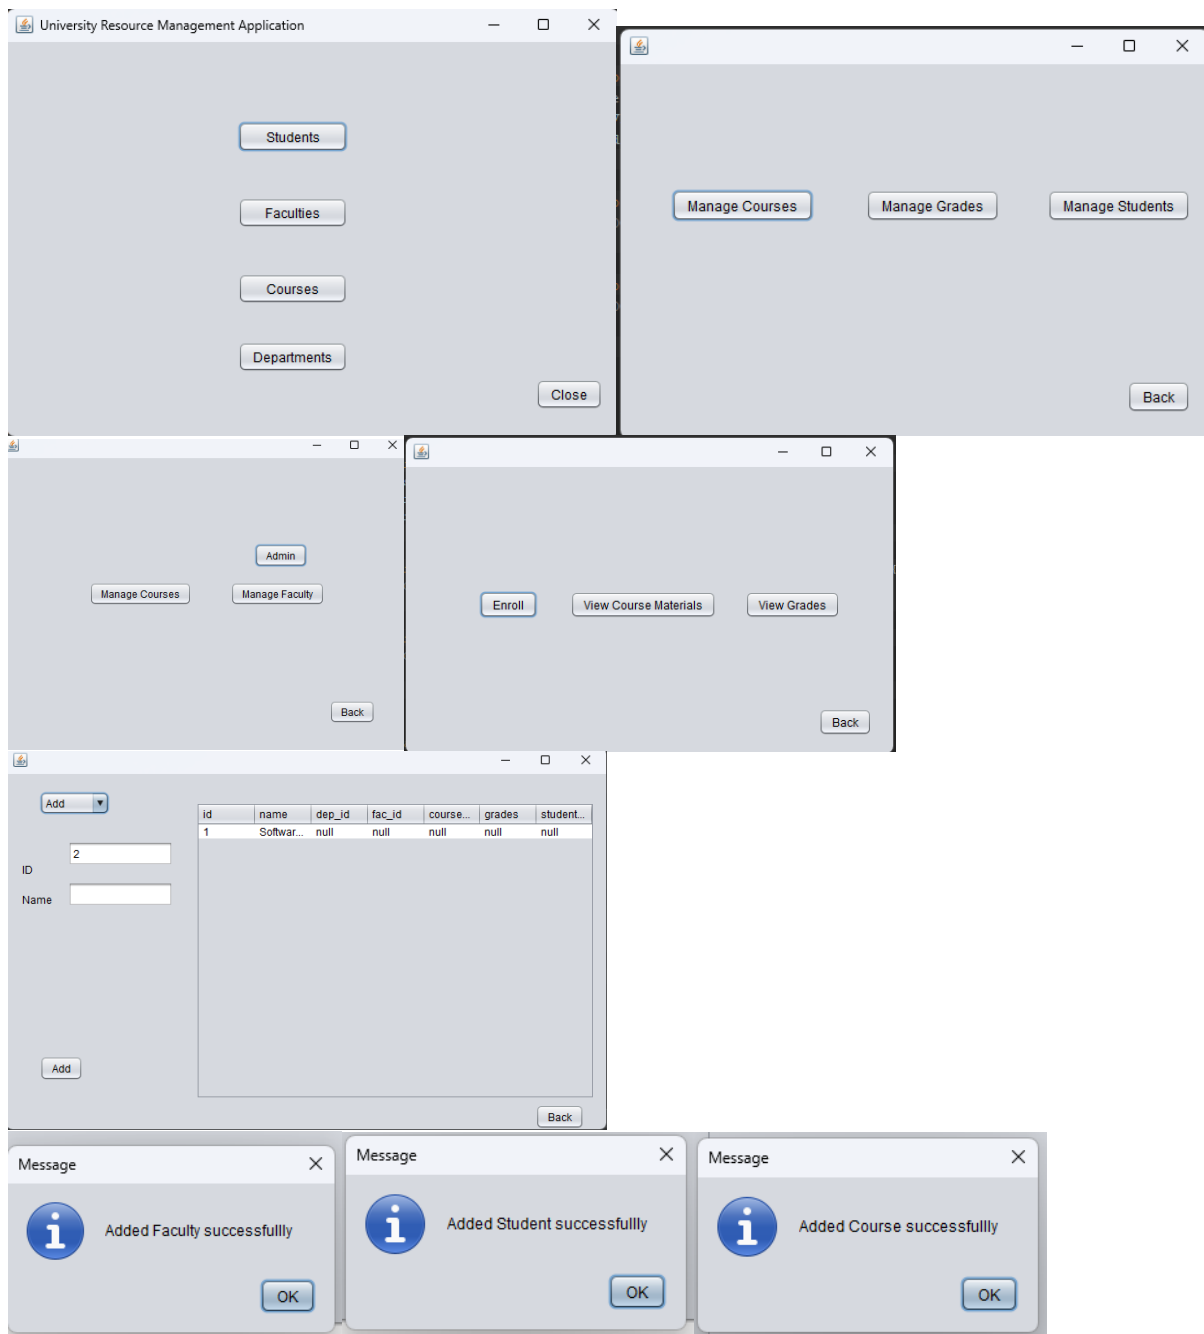 University Resource Management Application
Students
Faculties
Courses
Departments
Close
Manage Courses Manage Grades Manage Students
Back
Admin
Manage Courses Manage Faculty
Back
Enroll View Course Materials View Grades
Back
Add
id name dep_id fac_id course... grades student...
1 Softwar... null null null null null
2
ID
Name
Add
Back
Message
Added Faculty successfullly
OK
Message
Added Student successfullly
OK
Message
Added Course successfullly
OK